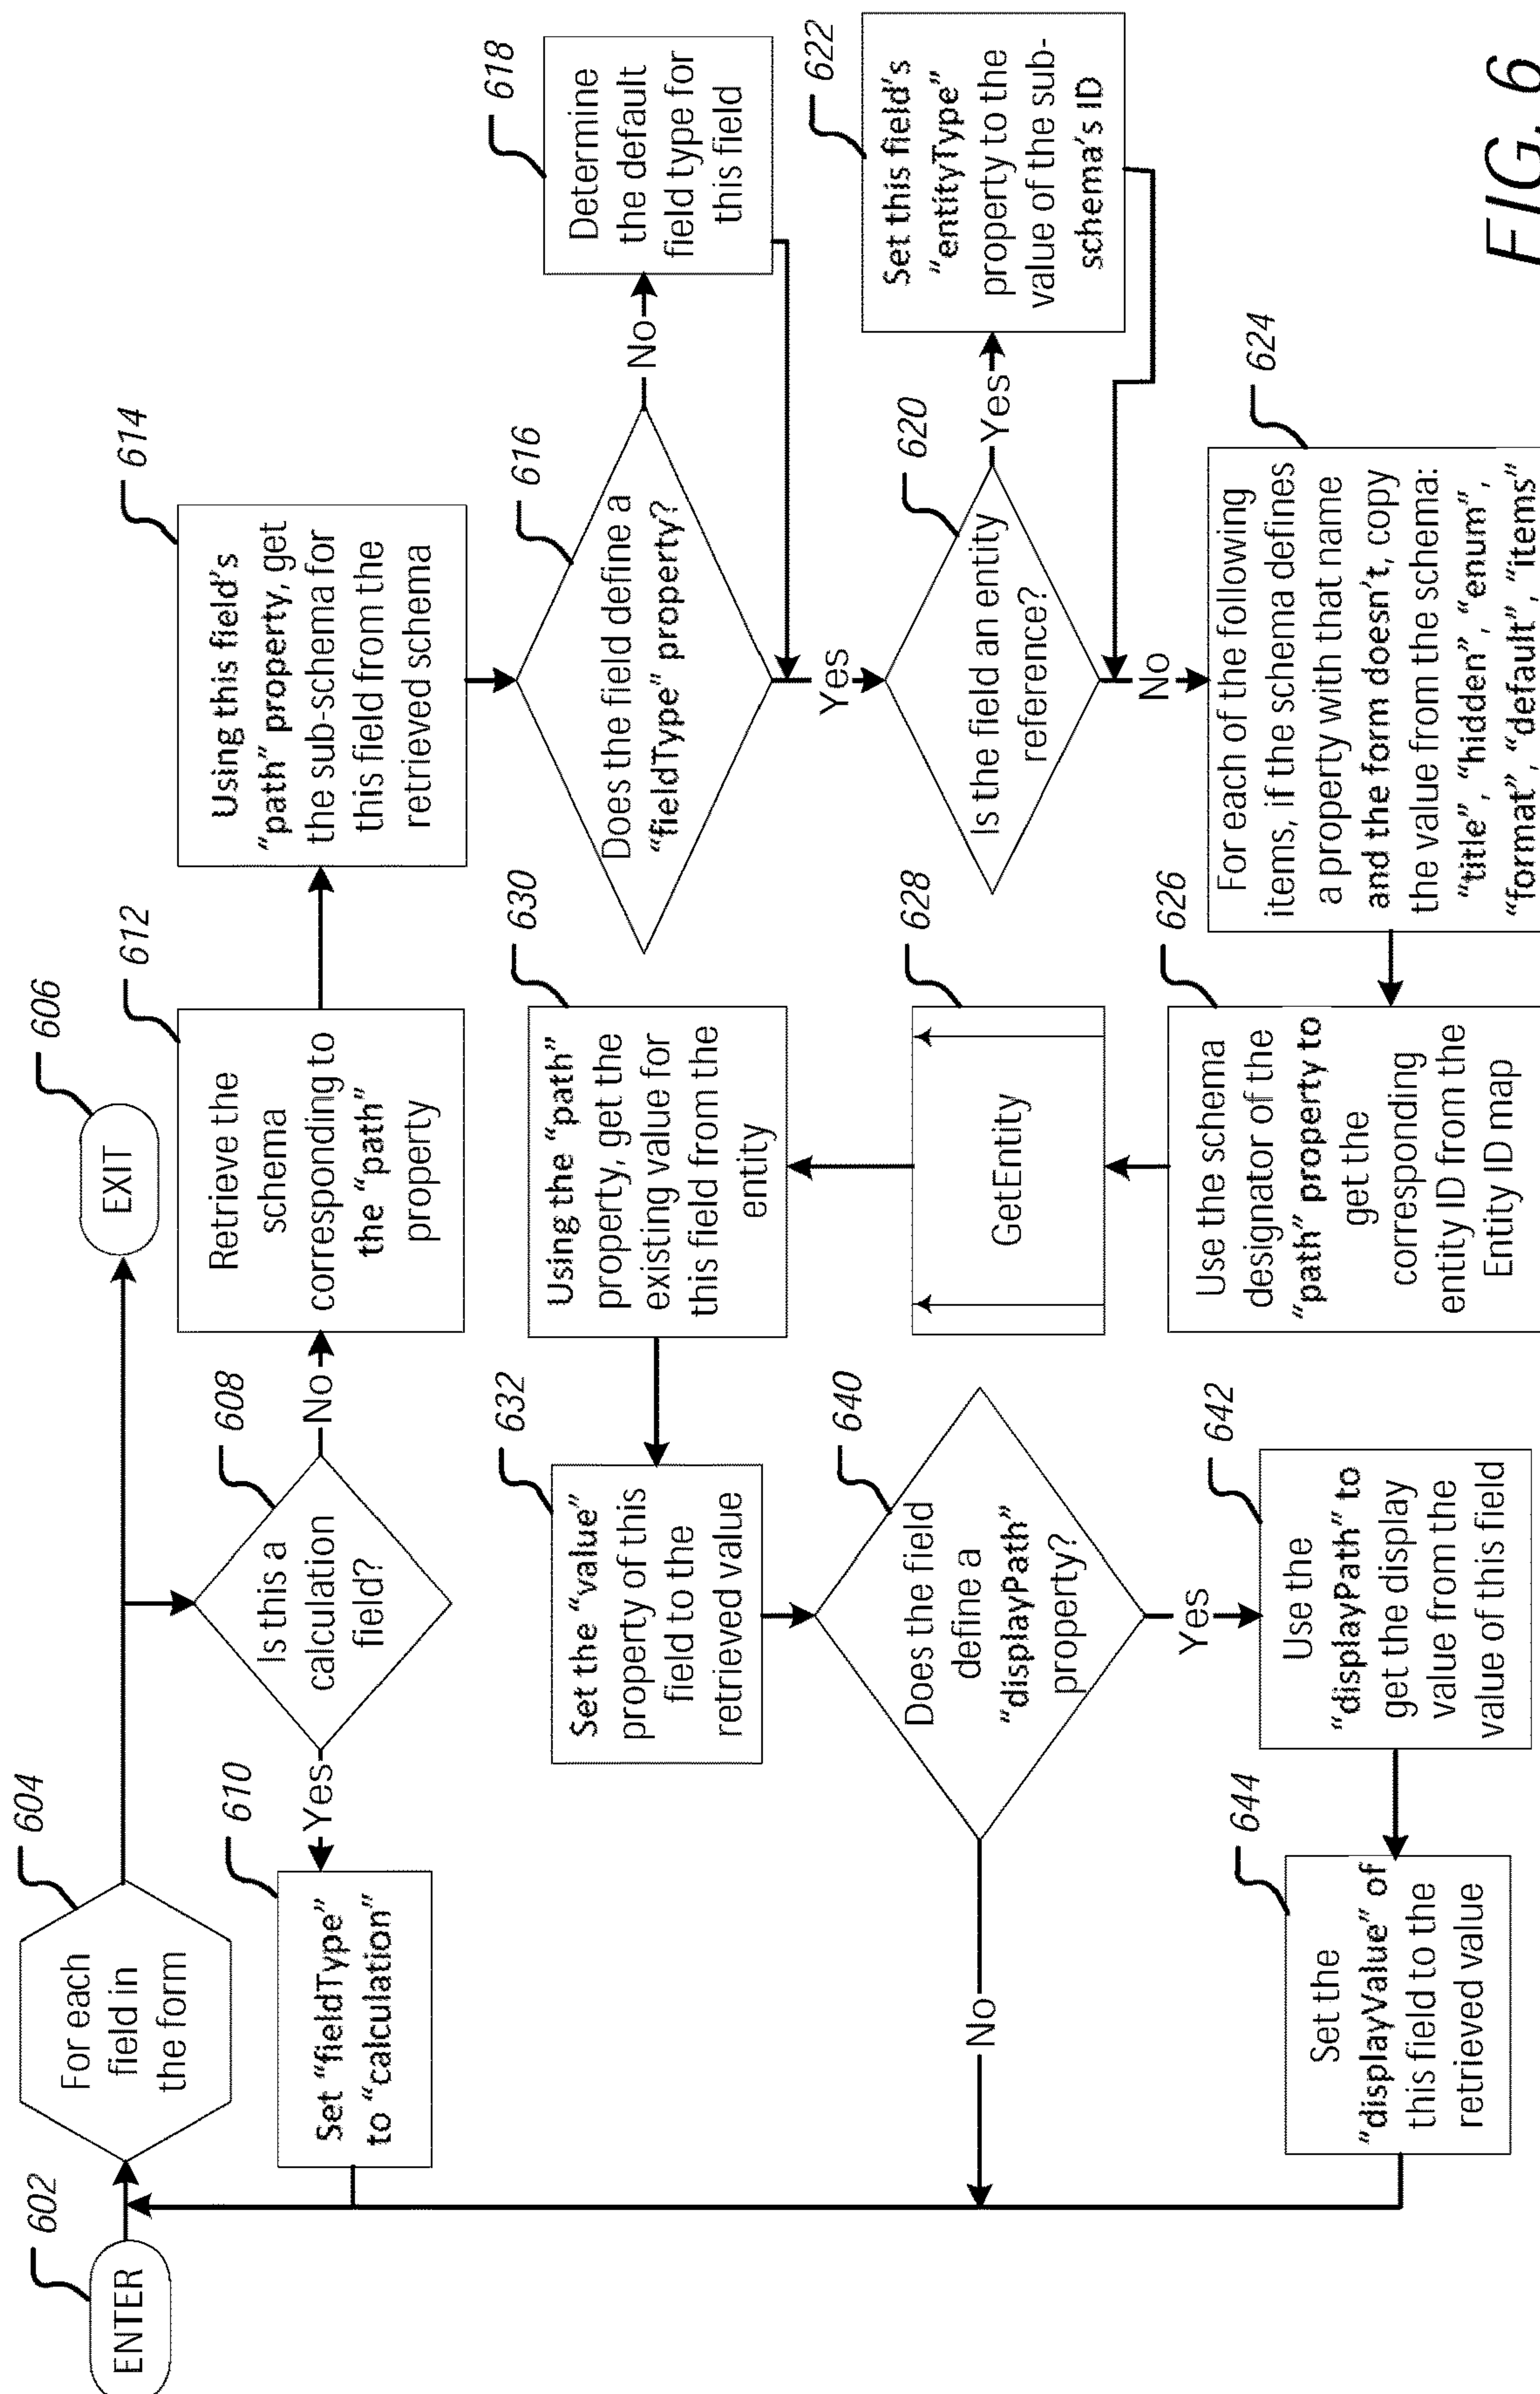 602
ENTER
604
For each
field in
the form
606
EXIT
608
Is this a
calculation
field?
Yes
No
610
Set "fieldType"
to "calculation"
612
Retrieve the
schema
corresponding to
the "path"
property
614
Using this field's
"path" property, get
the sub-schema for
this field from the
retrieved schema
616
Does the field define a
"fieldType" property?
No
Yes
618
Determine
the default
field type for
this field
620
Is the field an entity
reference?
Yes
No
622
Set this field's
"entityType"
property to the
value of the sub-
schema's ID
624
For each of the following
items, if the schema defines
a property with that name
and the form doesn't, copy
the value from the schema:
"title", "hidden", "enum",
"format", "default", "items"
626
Use the schema
designator of the
"path" property to
get the
corresponding
entity ID from the
Entity ID map
628
GetEntity
630
Using the "path"
property, get the
existing value for
this field from the
entity
632
Set the "value"
property of this
field to the
retrieved value
640
Does the field
define a
"displayPath"
property?
No
Yes
642
Use the
"displayPath" to
get the display
value from the
value of this field
644
Set the
"displayValue" of
this field to the
retrieved value
FIG. 6